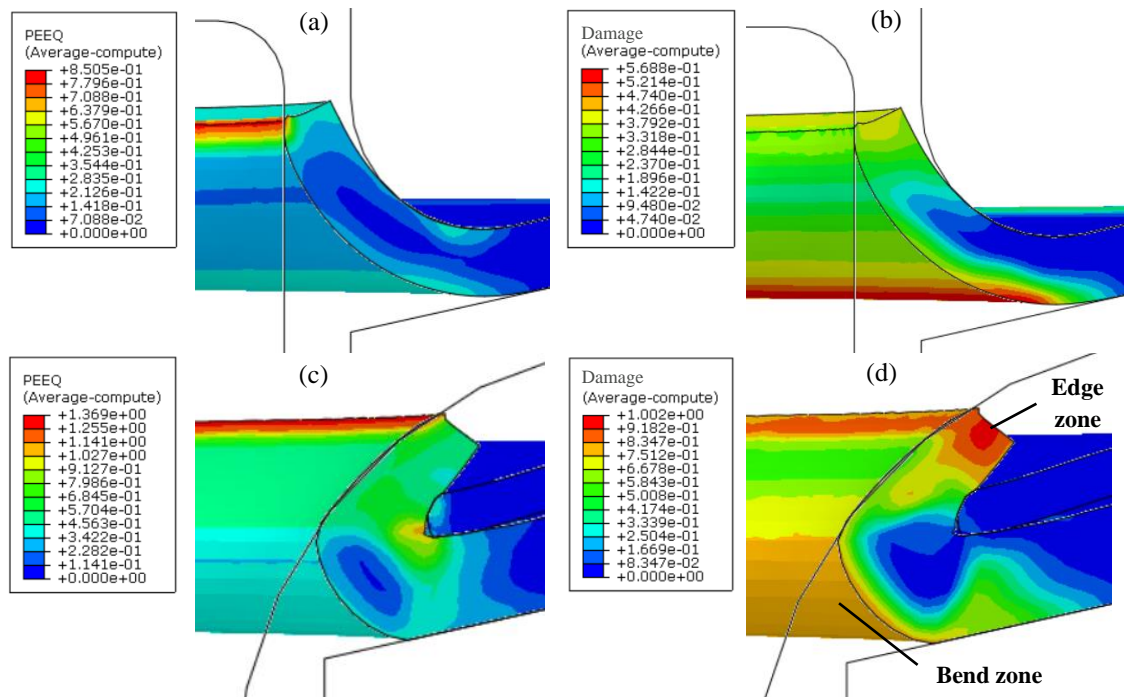 (a)
PEEQ
(Average-compute)
+8.505e-01
+7.796e-01
+7.088e-01
+6.379e-01
+5.670e-01
+4.961e-01
+4.253e-01
+3.544e-01
+2.835e-01
+2.126e-01
+1.418e-01
+7.088e-02
+0.000e+00
(b)
Damage
(Average-compute)
+5.688e-01
+5.214e-01
+4.740e-01
+4.266e-01
+3.792e-01
+3.318e-01
+2.844e-01
+2.370e-01
+1.896e-01
+1.422e-01
+9.480e-02
+4.740e-02
+0.000e+00
(c)
PEEQ
(Average-compute)
+1.369e+00
+1.255e+00
+1.141e+00
+1.027e+00
+9.127e-01
+7.986e-01
+6.845e-01
+5.704e-01
+4.563e-01
+3.422e-01
+2.282e-01
+1.141e-01
+0.000e+00
(d)
Damage
(Average-compute)
+1.002e+00
+9.182e-01
+8.347e-01
+7.512e-01
+6.678e-01
+5.843e-01
+5.008e-01
+4.174e-01
+3.339e-01
+2.504e-01
+1.669e-01
+8.347e-02
+0.000e+00
Edge
zone
Bend zone